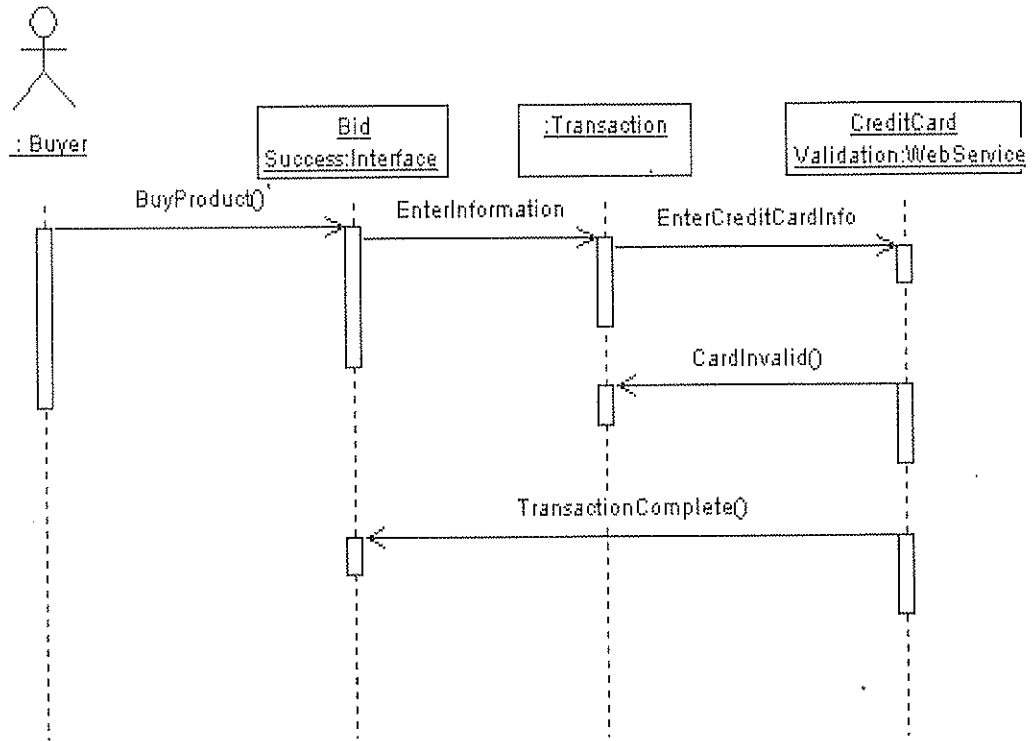 : Buyer
Bid
Success:Interface
:Transaction
CreditCard
Validation:WebService
BuyProduct()
EnterInformation
EnterCreditCardInfo
CardInvalid()
TransactionComplete()